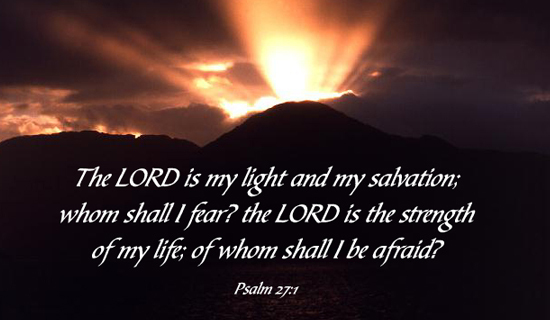 The LORD is my light and my salvation;
whom shall I fear? the LORD is the strength
of my life; of whom shall I be afraid?
Psalm 27:1